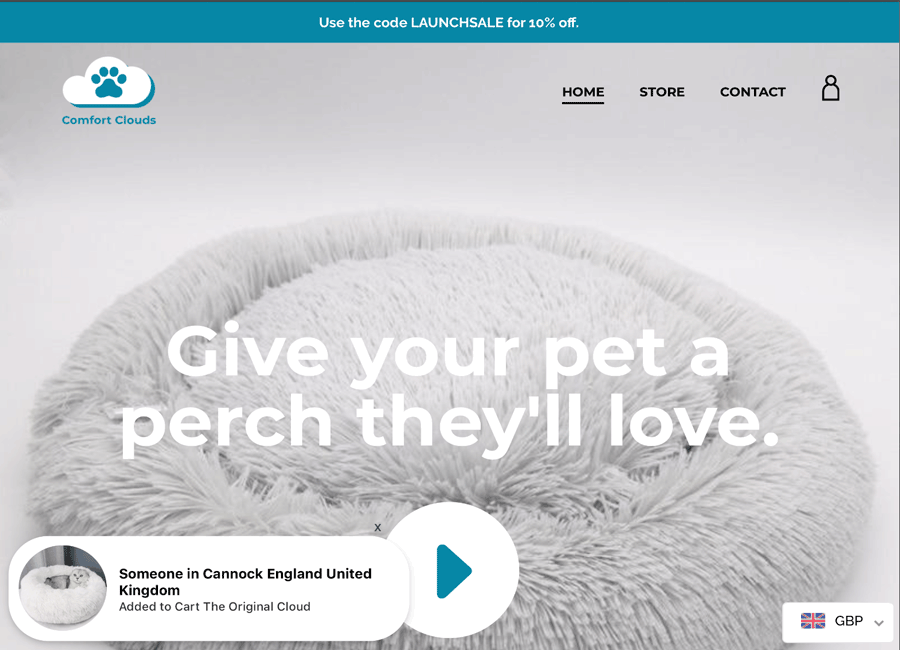 Use the code LAUNCHSALE for 10% off.
Comfort Clouds
HOME STORE CONTACT
Give your pet a
perch they'll love.
x
Someone in Cannock England United
Kingdom
Added to Cart The Original Cloud
GBP